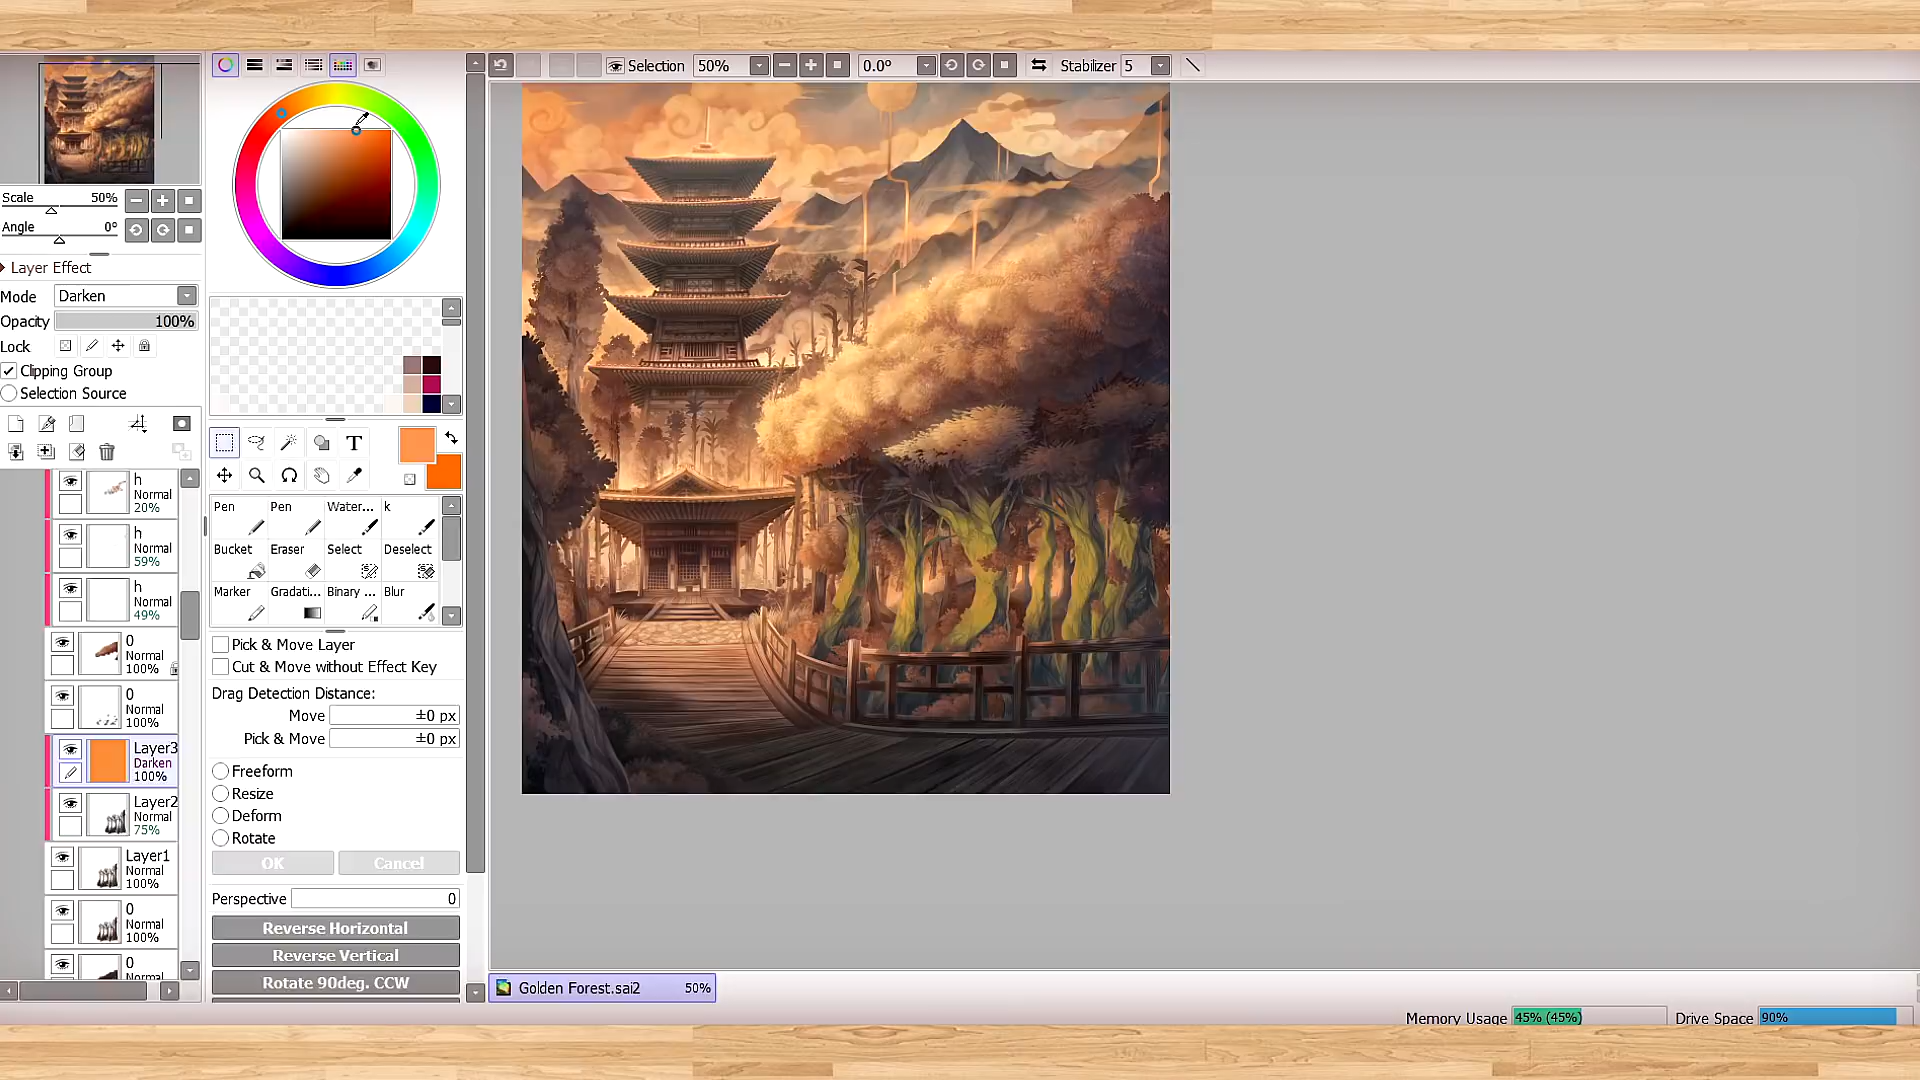 Selection 50% 0.0° Stabilizer 5
Scale 50%
Angle 0°
Layer Effect
Mode Darken
Opacity 100%
Lock
Clipping Group
Selection Source
h
Normal
20%
h
Normal
59%
h
Normal
49%
0
Normal
100%
0
Normal
100%
Layer3
Darken
100%
Layer2
Normal
75%
Layer1
Normal
100%
0
Normal
100%
0
Normal
T
Pen Pen Water... k
Bucket Eraser Select Deselect
Marker Gradati... Binary ... Blur
Pick & Move Layer
Cut & Move without Effect Key
Drag Detection Distance:
Move ±0 px
Pick & Move ±0 px
Freeform
Resize
Deform
Rotate
OK Cancel
Perspective 0
Reverse Horizontal
Reverse Vertical
Rotate 90deg. CCW
Golden Forest.sai2 50%
Memory Usage 45% (45%) Drive Space 90%